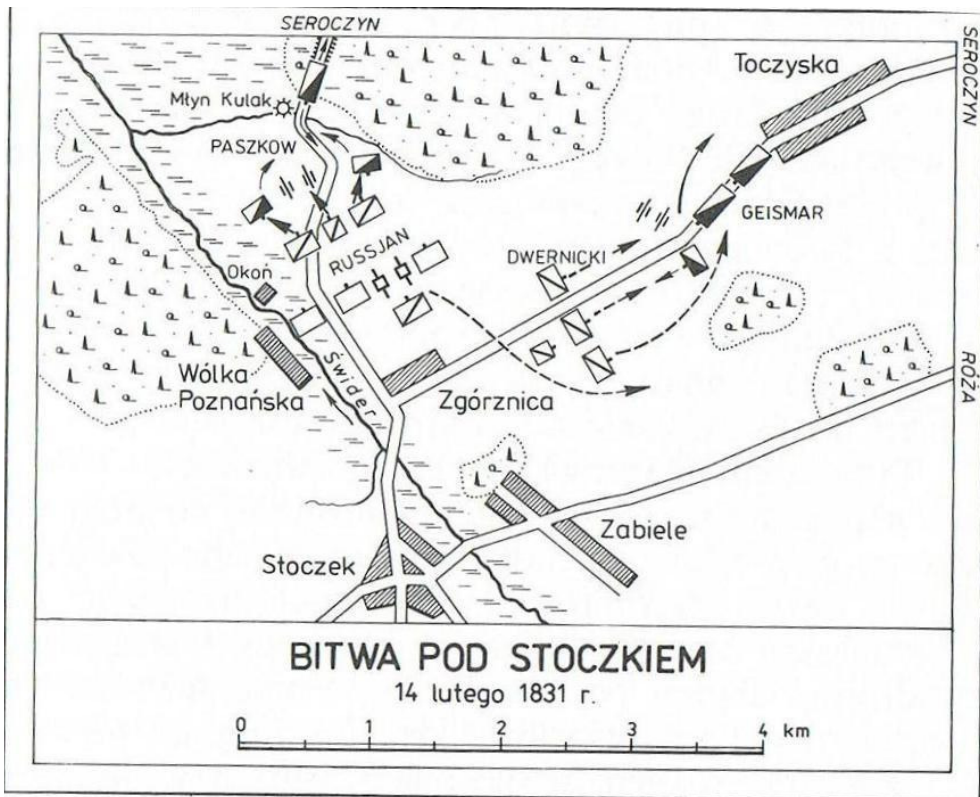 SEROCZYN
SEROCZYN
Toczyska
Młyn Kulak
PASZKOW
GEISMAR
RUSSJAN
DWERNICKI
Okoń
Świder
Wólka
Poznańska
Zgórznica
RÓŻA
Zabiele
Stoczek
BITWA POD STOCZKIEM
14 lutego 1831 r.
0 1 2 3 4 km